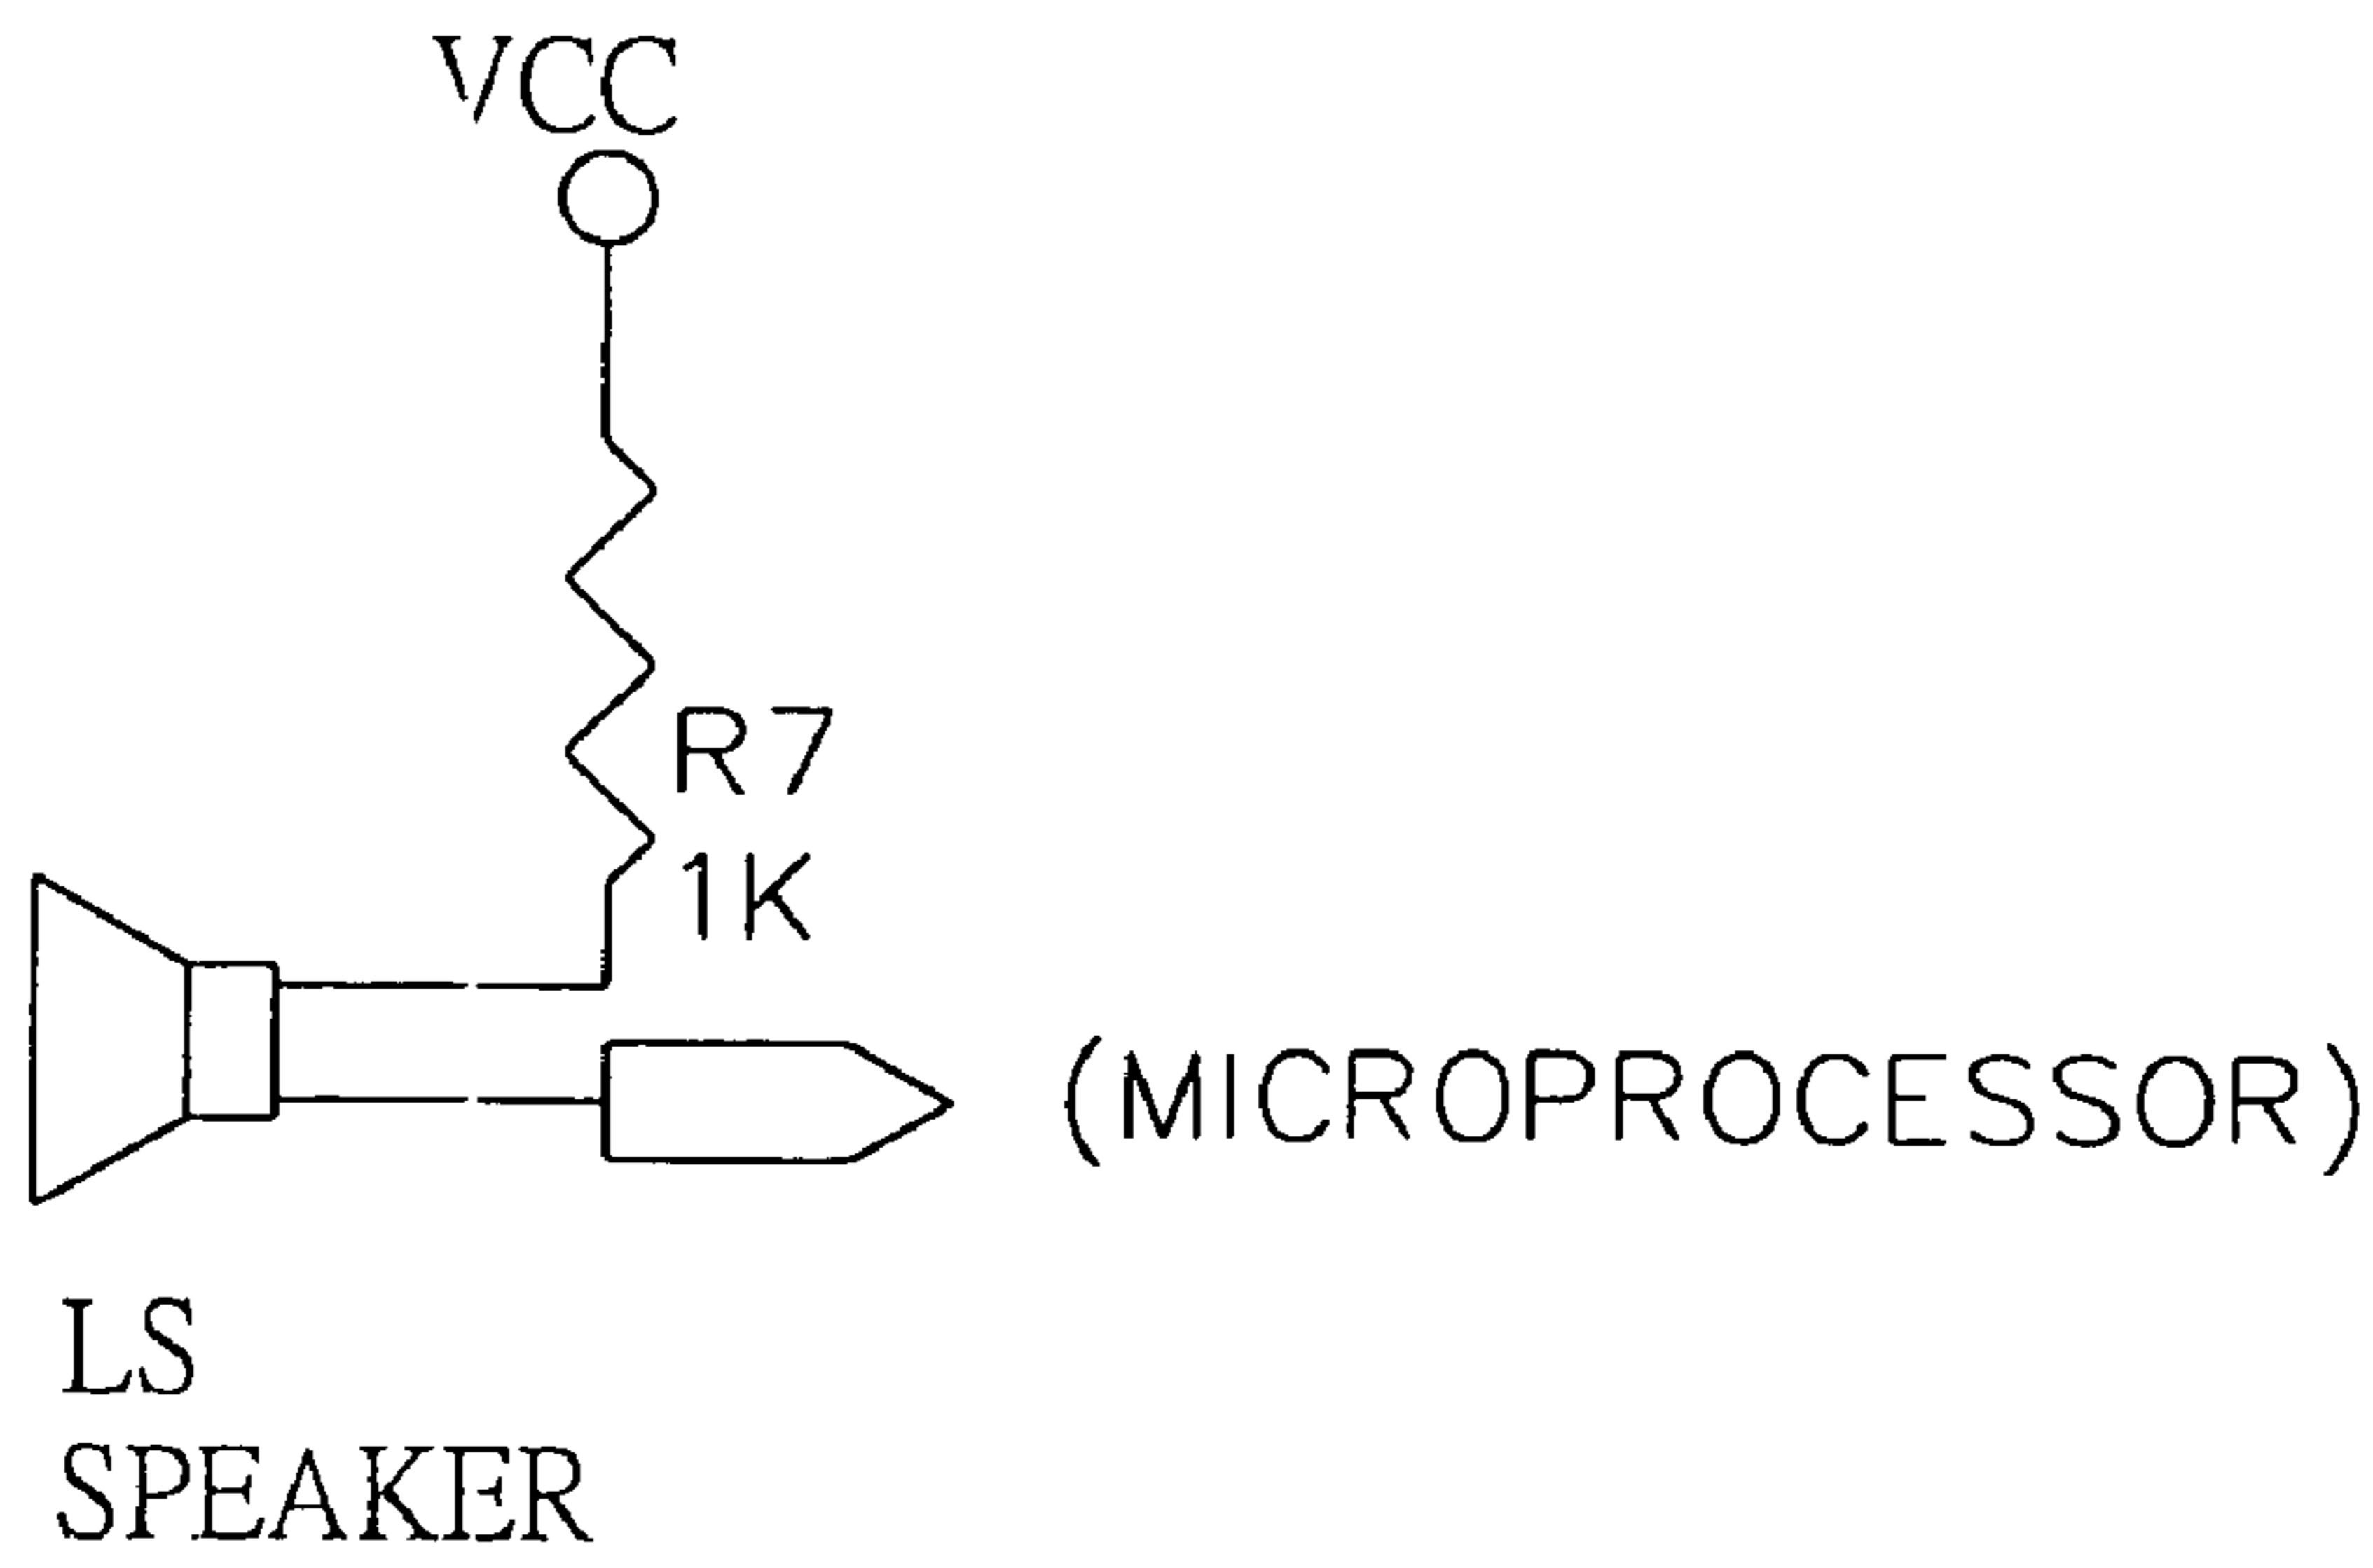 VCC
R7
1K
(MICROPROCESSOR)
LS
SPEAKER